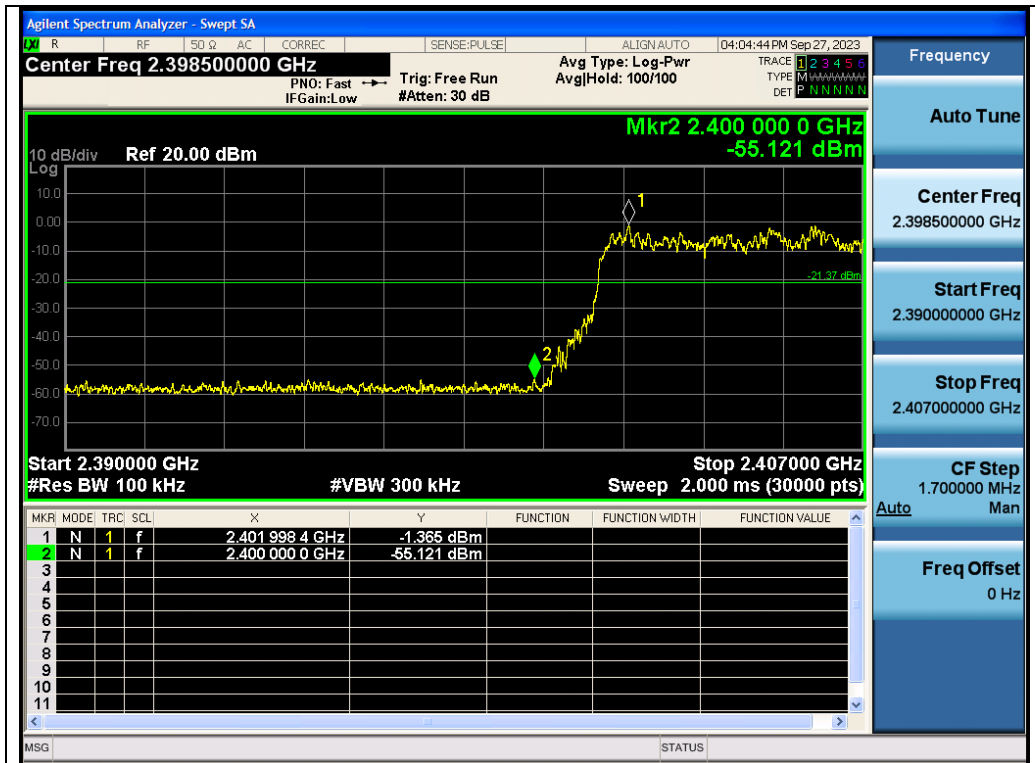 Agilent Spectrum Analyzer - Swept SA
LXI R RF 50 Ω AC CORREC SENSE:PULSE ALIGNAUTO 04:04:44 PM Sep 27, 2023
Center Freq 2.398500000 GHz
PNO: Fast
IFGain:Low
Trig: Free Run
#Atten: 30 dB
Avg Type: Log-Pwr
Avg|Hold: 100/100
TRACE 1 2 3 4 5 6
TYPE MWWWWW
DET P N N N N N
Mkr2 2.400 000 0 GHz
-55.121 dBm
10 dB/div Ref 20.00 dBm
Log
10.0
0.00
-10.0
-20.0
-30.0
-40.0
-50.0
-60.0
-70.0
1
-21.37 dBm
2
Start 2.390000 GHz Stop 2.407000 GHz
#Res BW 100 kHz #VBW 300 kHz Sweep 2.000 ms (30000 pts)
MKR MODE TRC SCL X Y FUNCTION FUNCTION WIDTH FUNCTION VALUE
1 N 1 f 2.401 998 4 GHz -1.365 dBm
2 N 1 f 2.400 000 0 GHz -55.121 dBm
3
4
5
6
7
8
9
10
11
MSG STATUS
Frequency
Auto Tune
Center Freq
2.398500000 GHz
Start Freq
2.390000000 GHz
Stop Freq
2.407000000 GHz
CF Step
1.700000 MHz
Auto Man
Freq Offset
0 Hz